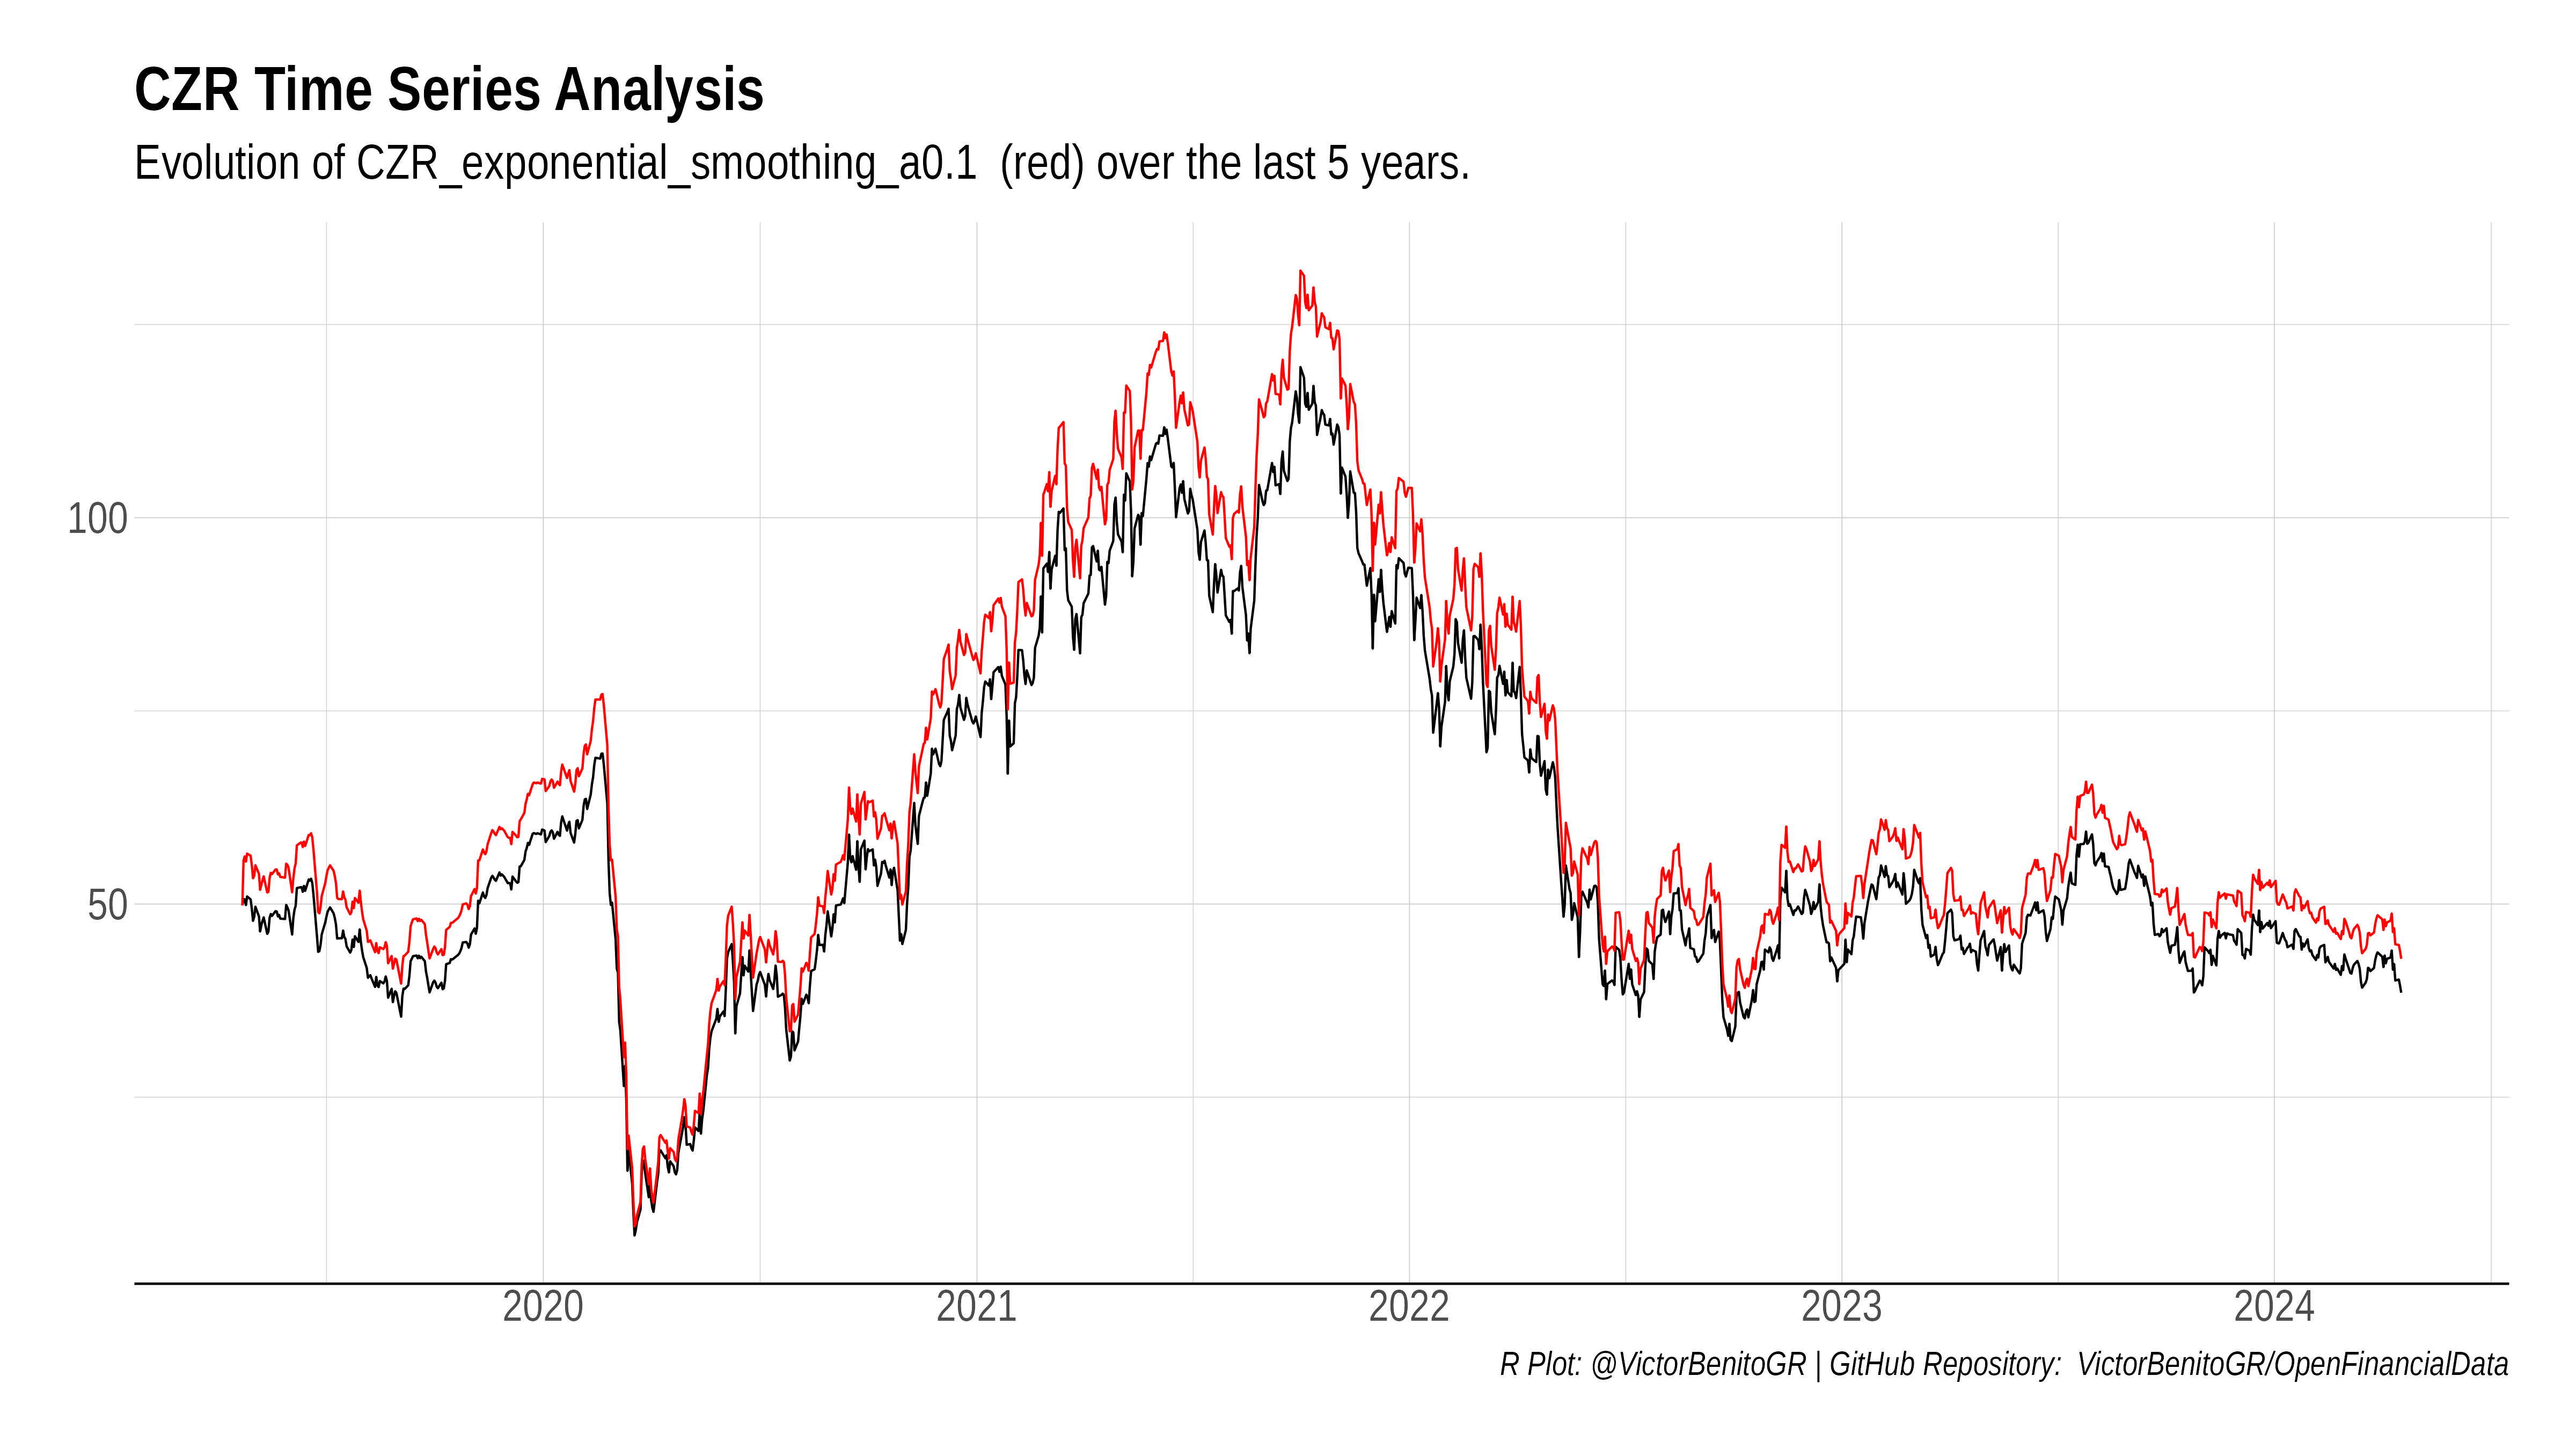 CZR Time Series Analysis
Evolution of CZR_exponential_smoothing_a0.1  (red) over the last 5 years.
100
50
2020 2021 2022 2023 2024
R Plot: @VictorBenitoGR | GitHub Repository:  VictorBenitoGR/OpenFinancialData